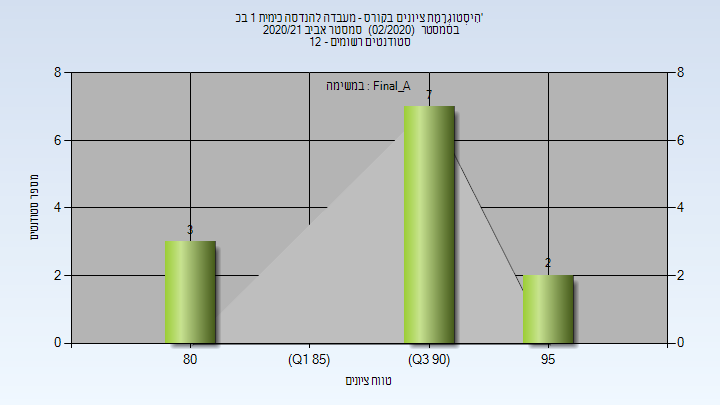 הִיסְטוֹגְרָמַת ציונים בקורס - מעבדה להנדסה כימית 1 בכ'
בסמסטר (02/2020) סמסטר אביב 2020/21
סטודנטים רשומים - 12
במשימה : Final_A
8 8
7
6 6
מספר סטודנטים
4 4
3
2
2 2
0 0
80 (Q1 85) (Q3 90) 95
טווח ציונים